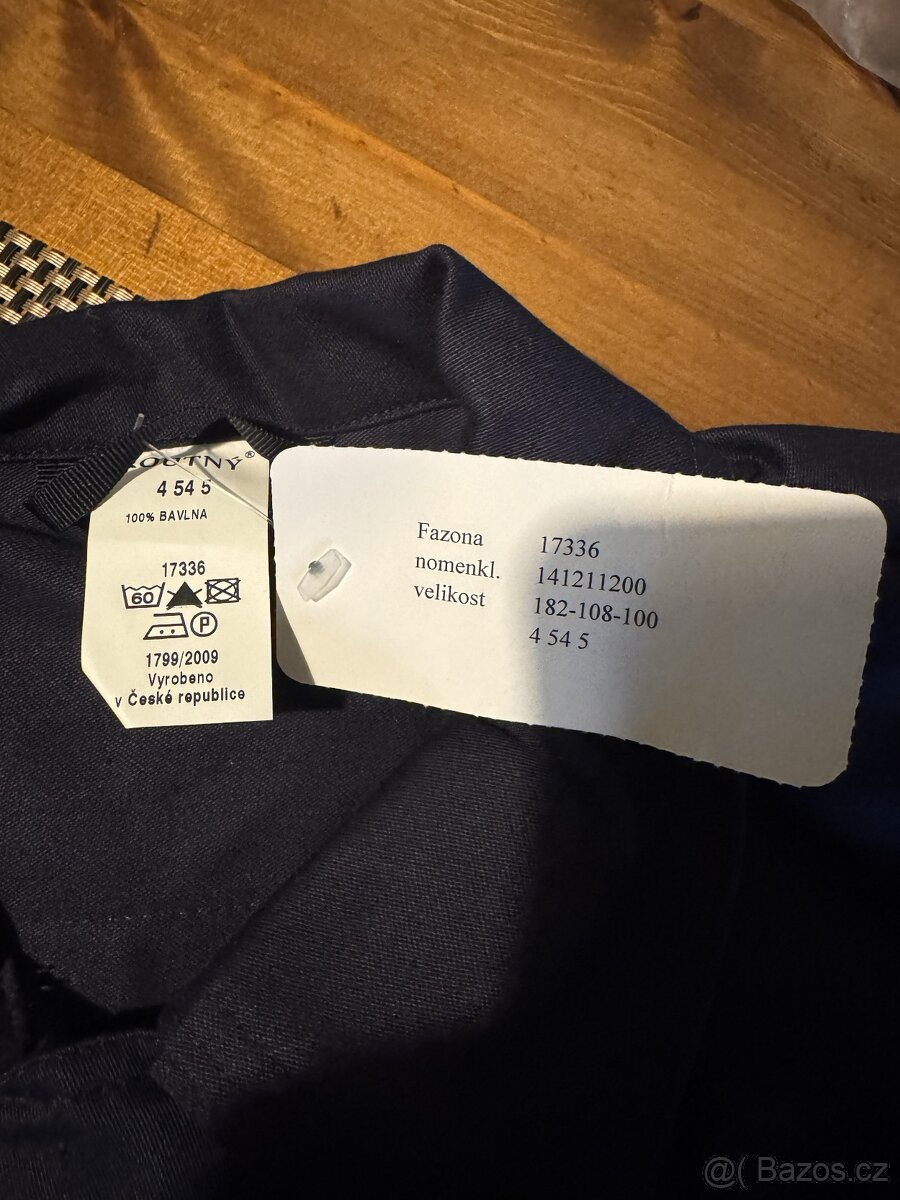 4 54 5
100% BAVLNA
17336
60
P
1799/2009
Vyrobeno
v České republice
Fazona 17336
nomenkl. 141211200
velikost 182-108-100
4 54 5
@( Bazos.cz